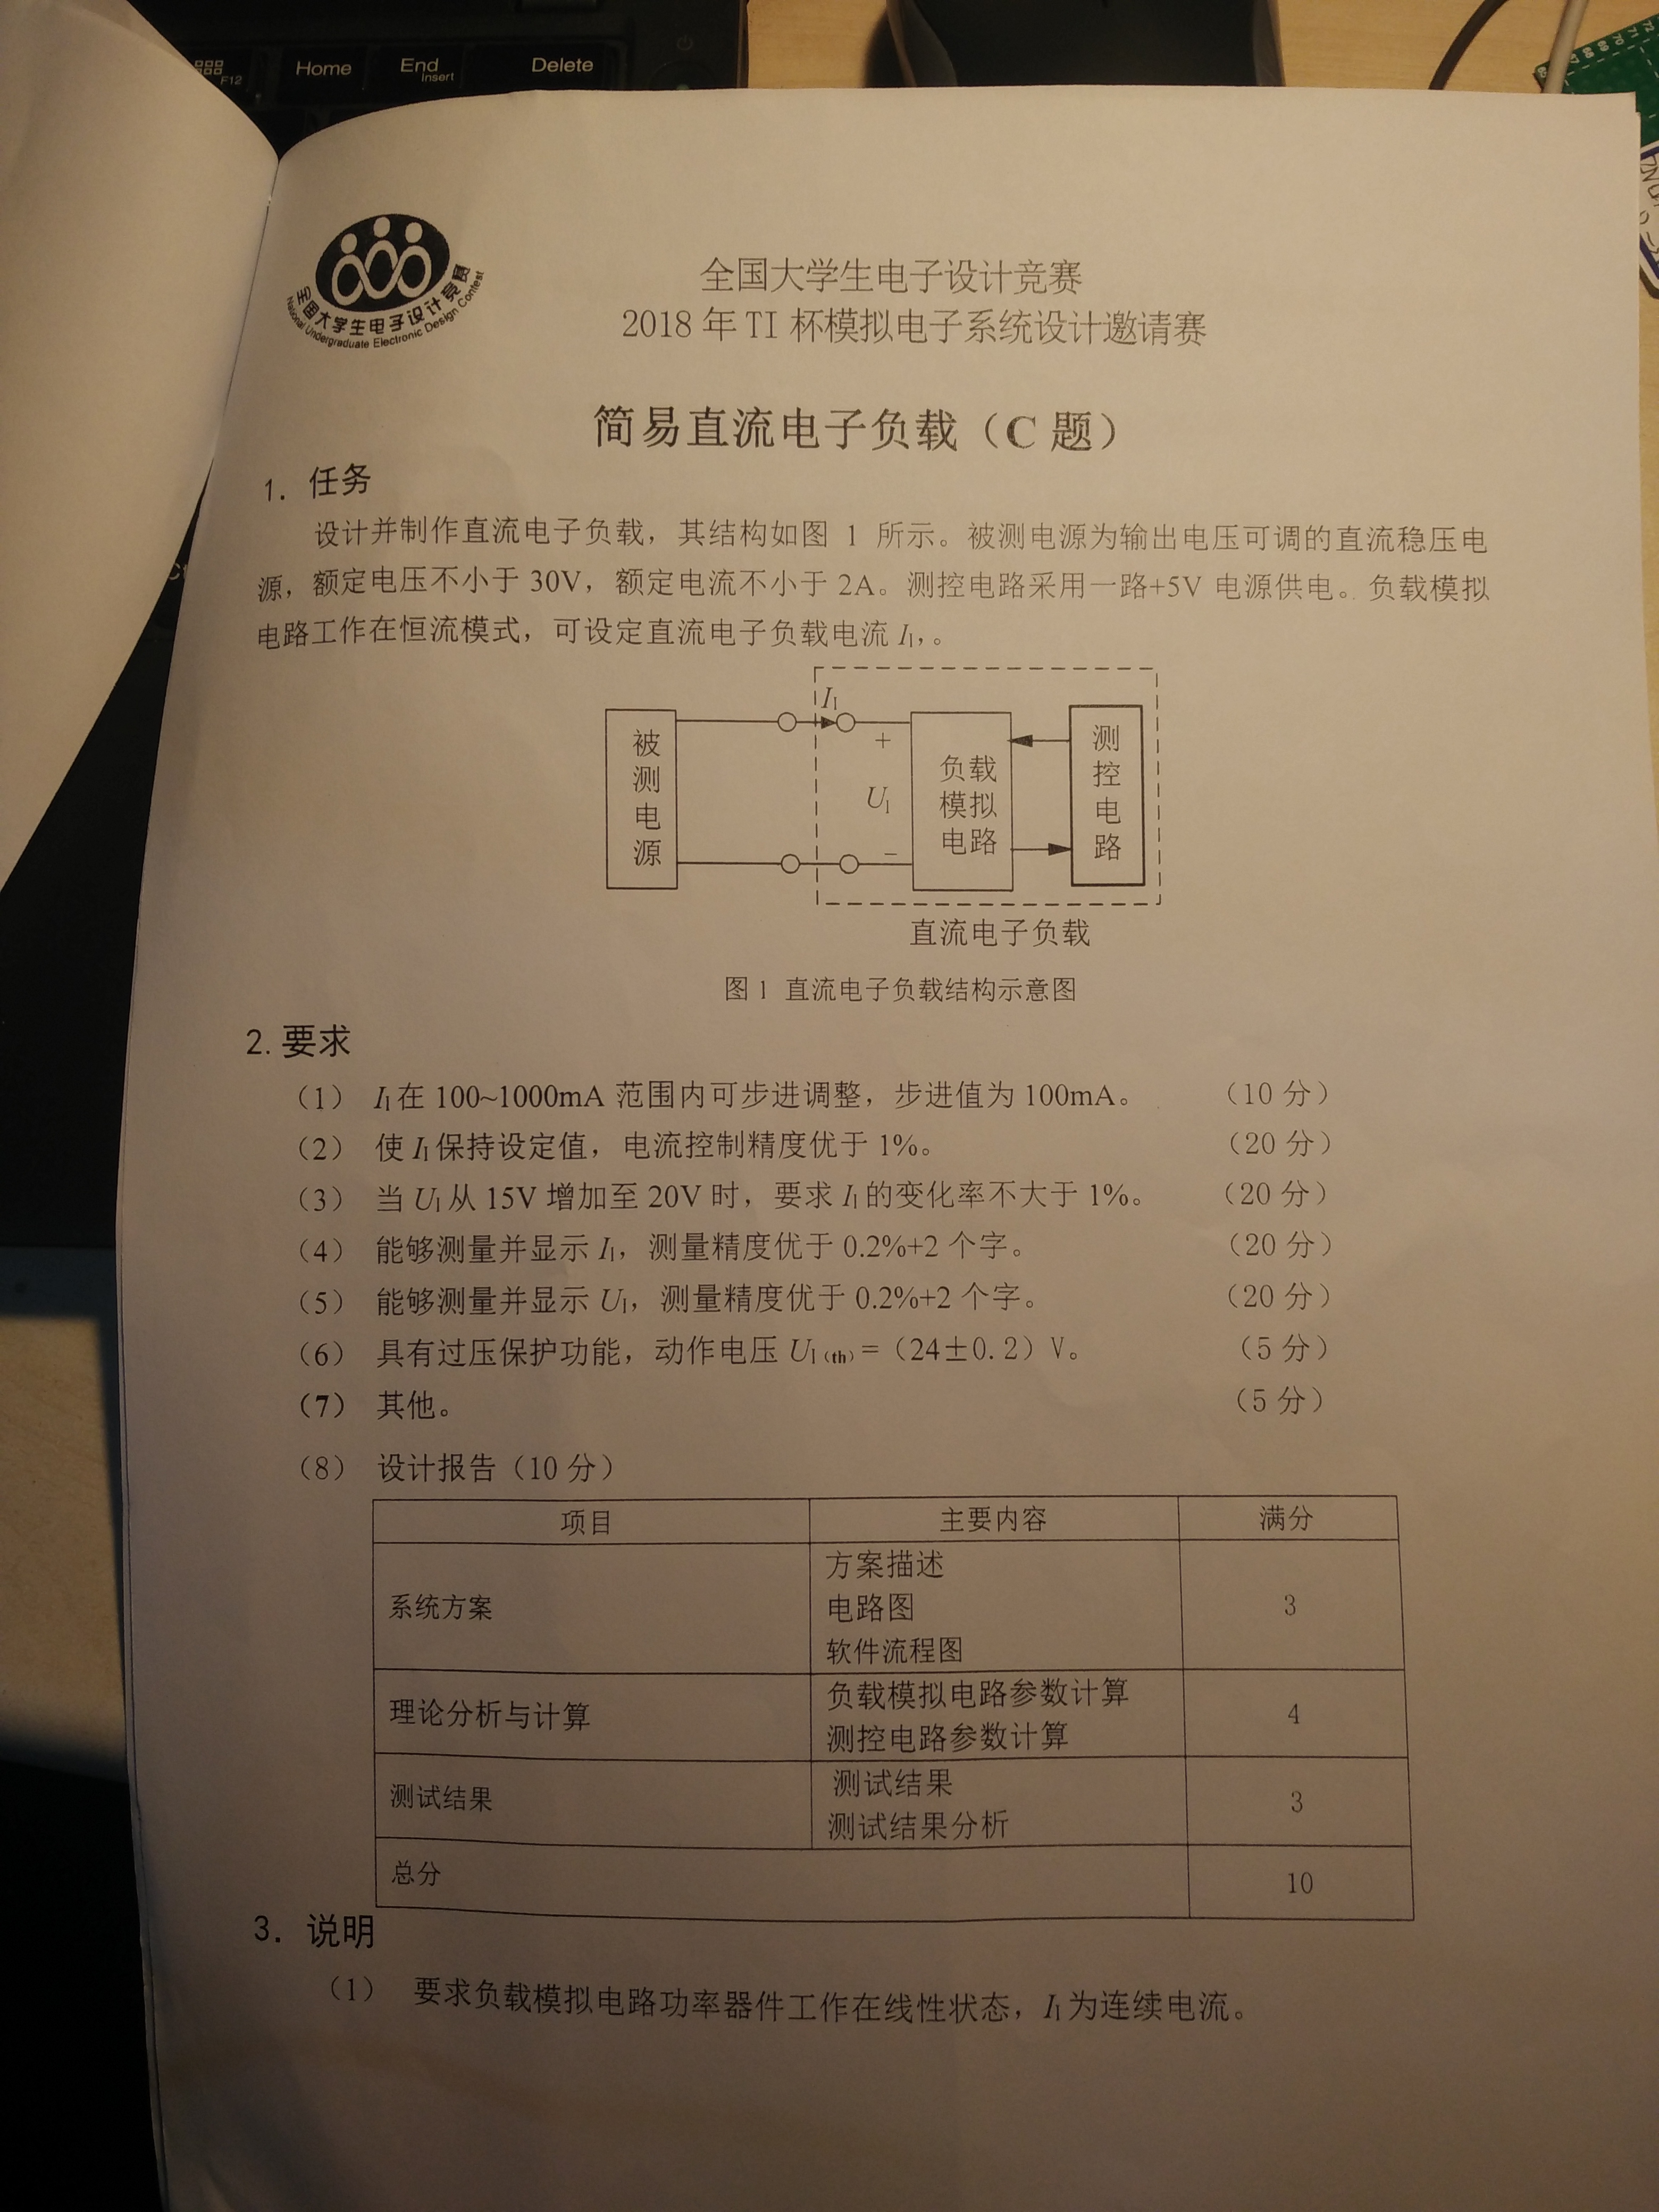 F12
Home
End
Insert
Delete
全国大学生电子设计竞赛
National Undergraduate Electronic Design Contest
全国大学生电子设计竞赛
2018 年 TI 杯模拟电子系统设计邀请赛
简易直流电子负载（C 题）
1. 任务
设计并制作直流电子负载，其结构如图 1 所示。被测电源为输出电压可调的直流稳压电
源，额定电压不小于 30V，额定电流不小于 2A。测控电路采用一路+5V 电源供电。负载模拟
电路工作在恒流模式，可设定直流电子负载电流 I₁，。
I₁
被测电源
+
U₁
−
负载模拟电路
测控电路
直流电子负载
图 1 直流电子负载结构示意图
2. 要求
（1） I₁在 100~1000mA 范围内可步进调整，步进值为 100mA。 （10 分）
（2） 使 I₁保持设定值，电流控制精度优于 1%。 （20 分）
（3） 当 U₁从 15V 增加至 20V 时，要求 I₁的变化率不大于 1%。 （20 分）
（4） 能够测量并显示 I₁，测量精度优于 0.2%+2 个字。 （20 分）
（5） 能够测量并显示 U₁，测量精度优于 0.2%+2 个字。 （20 分）
（6） 具有过压保护功能，动作电压 U₁(th)=（24±0.2）V。 （5 分）
（7） 其他。 （5 分）
（8） 设计报告（10 分）
项目 主要内容 满分
系统方案 方案描述 3
电路图
软件流程图
理论分析与计算 负载模拟电路参数计算 4
测控电路参数计算
测试结果 测试结果 3
测试结果分析
总分 10
3. 说明
（1） 要求负载模拟电路功率器件工作在线性状态，I₁为连续电流。